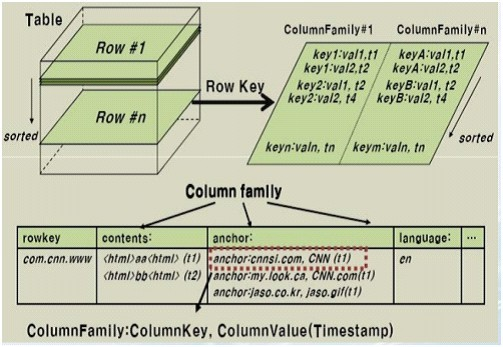 Table
Row #1
Row #n
sorted
Row Key
ColumnFamily#1 ColumnFamily#n
key1:val1,t1 keyA:val1,t1
key1:val2,t2 keyA:val2,t2
key2:val1, t2 keyB:val1, t2
key2:val2, t4 keyB:val2, t4
keyn:valn, tn keym:valn, tn
sorted
Column family
rowkey contents: anchor: language: ...
com.cnn.www <html>aa<html> (t1) anchor:cnnsi.com, CNN (t1) en
<html>bb<html> (t2) anchor:my.look.ca, CNN.com(t1)
anchor:jaso.co.kr, jaso.gif(t1)
ColumnFamily:ColumnKey, ColumnValue(Timestamp)